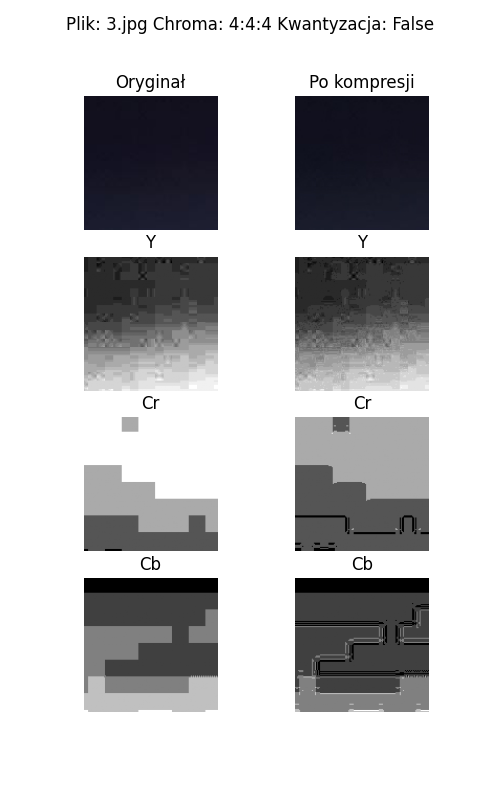 Plik: 3.jpg Chroma: 4:4:4 Kwantyzacja: False
Oryginał Po kompresji
Y Y
Cr Cr
Cb Cb